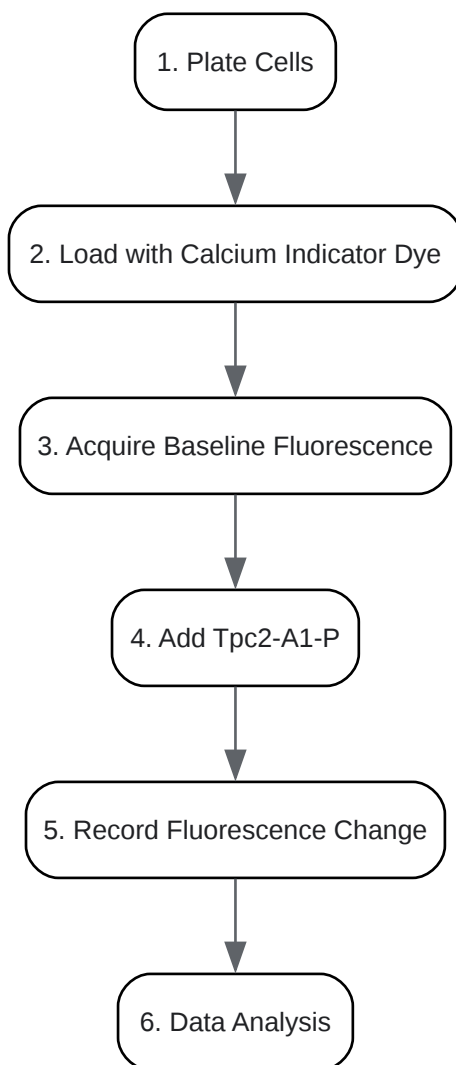 1. Plate Cells
2. Load with Calcium Indicator Dye
3. Acquire Baseline Fluorescence
4. Add Tpc2-A1-P
5. Record Fluorescence Change
6. Data Analysis